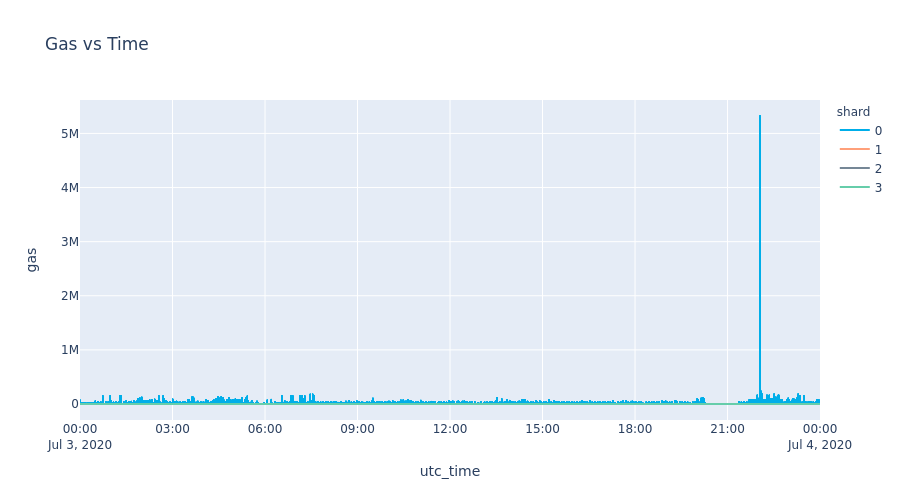 Gas vs Time
shard
0
1
2
3
5M
4M
3M
2M
1M
0
gas
00:00 03:00 06:00 09:00 12:00 15:00 18:00 21:00 00:00
Jul 3, 2020 Jul 4, 2020
utc_time